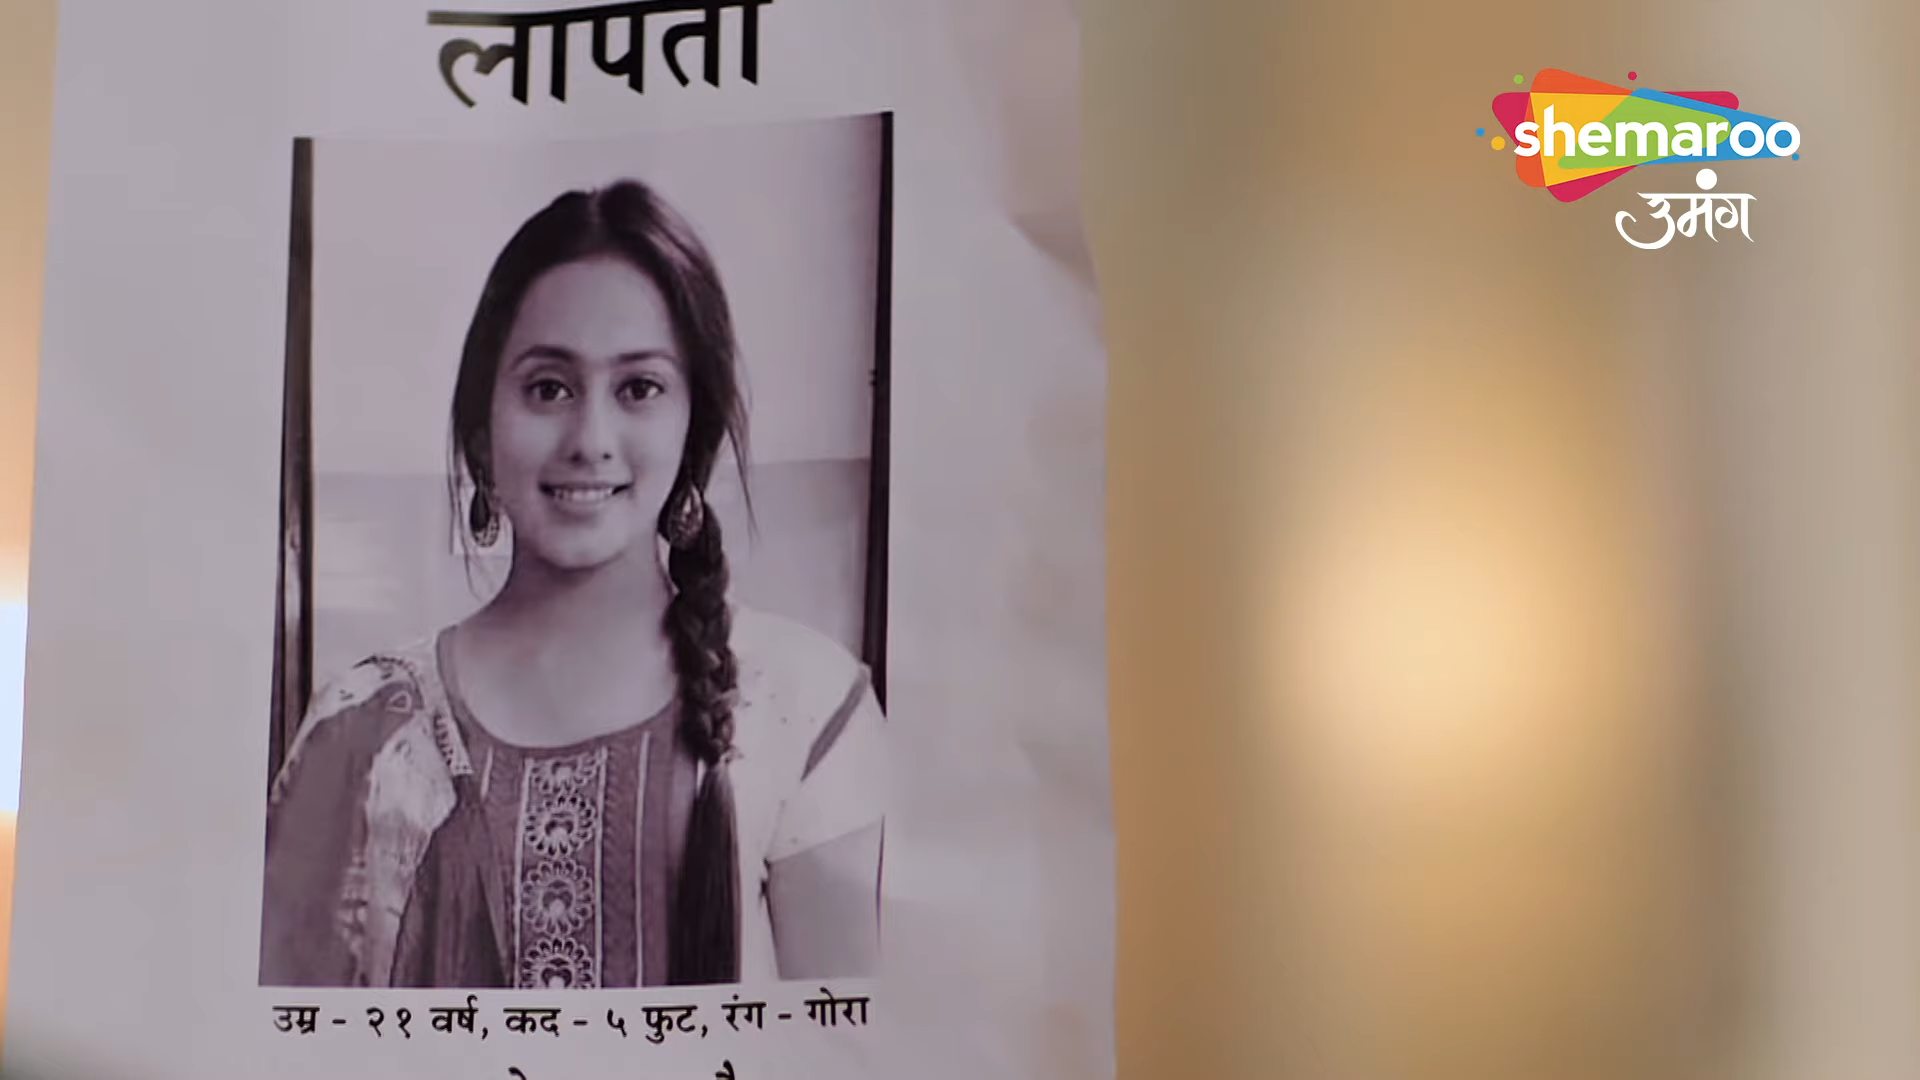 लापता
shemaroo
उमंग
उम्र - २१ वर्ष, कद - ५ फुट, रंग - गोरा